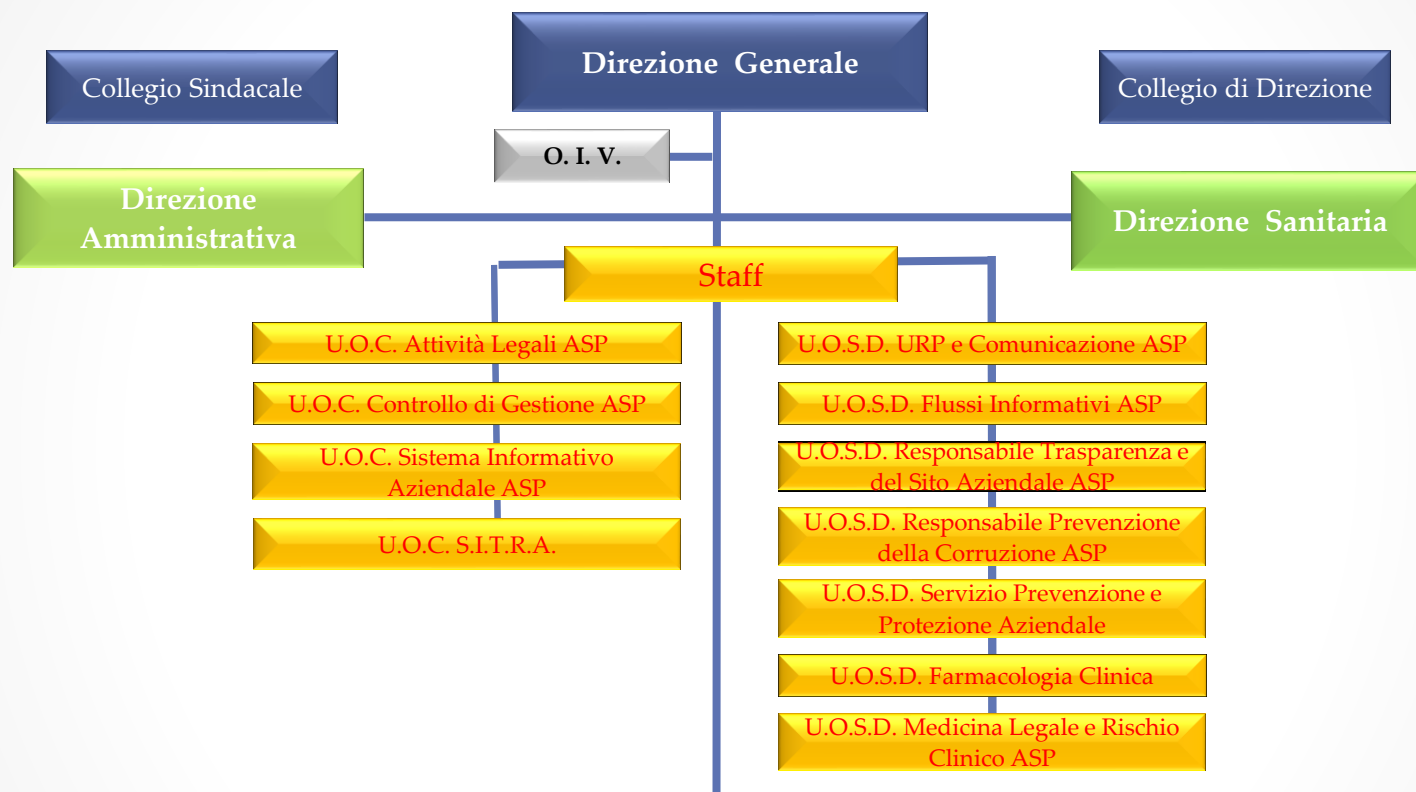 Direzione Generale
Collegio Sindacale
Collegio di Direzione
O. I. V.
Direzione
Amministrativa
Direzione Sanitaria
Staff
U.O.C. Attività Legali ASP
U.O.C. Controllo di Gestione ASP
U.O.C. Sistema Informativo
Aziendale ASP
U.O.C. S.I.T.R.A.
U.O.S.D. URP e Comunicazione ASP
U.O.S.D. Flussi Informativi ASP
U.O.S.D. Responsabile Trasparenza e
del Sito Aziendale ASP
U.O.S.D. Responsabile Prevenzione
della Corruzione ASP
U.O.S.D. Servizio Prevenzione e
Protezione Aziendale
U.O.S.D. Farmacologia Clinica
U.O.S.D. Medicina Legale e Rischio
Clinico ASP